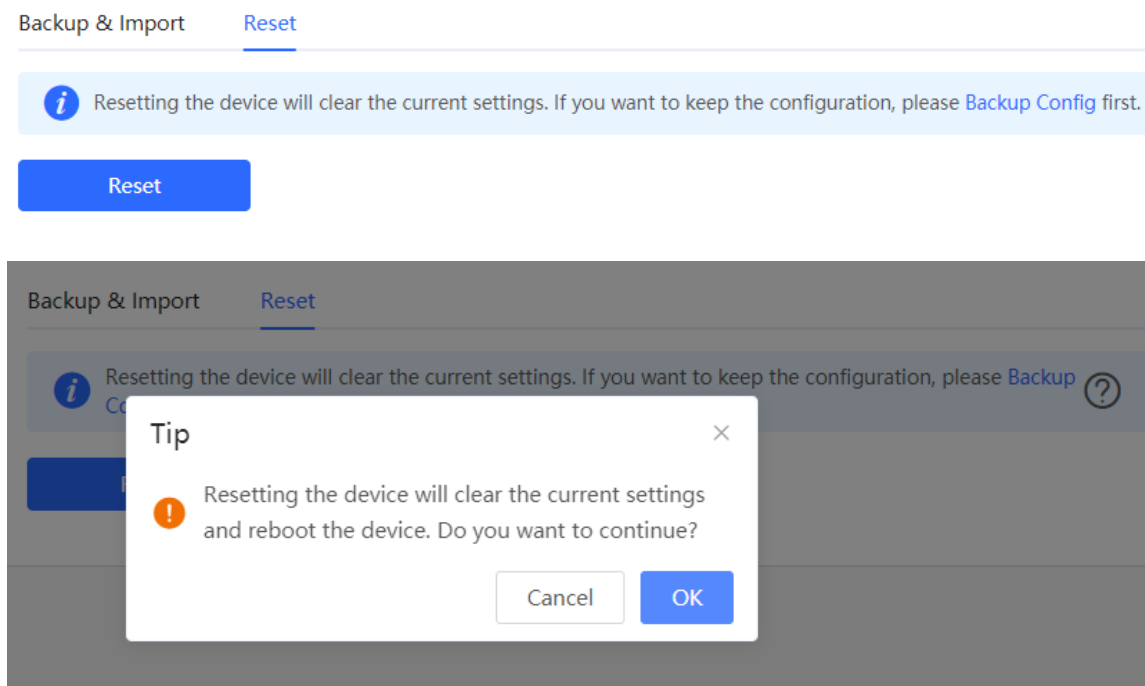 Backup & Import Reset
Resetting the device will clear the current settings. If you want to keep the configuration, please Backup Config first.
Reset
Backup & Import Reset
Resetting the device will clear the current settings. If you want to keep the configuration, please Backup
Tip
Resetting the device will clear the current settings
and reboot the device. Do you want to continue?
Cancel OK